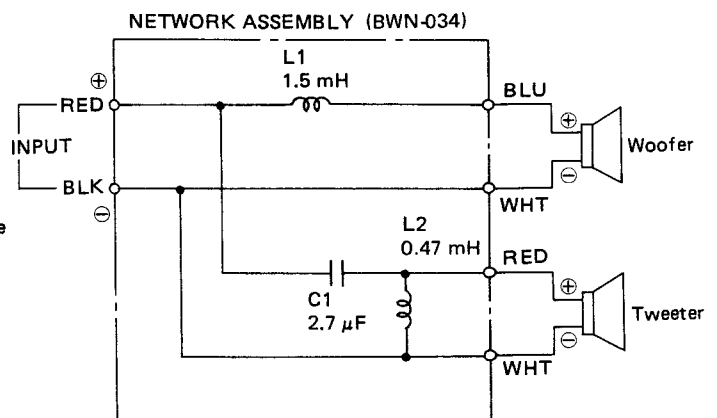 NETWORK ASSEMBLY (BWN-034)
L1
1.5 mH
⊕
RED
BLU
⊕
Woofer
INPUT
⊖
BLK
WHT
⊖
e
L2
0.47 mH
RED
⊕
C1
2.7 μF
Tweeter
⊖
WHT